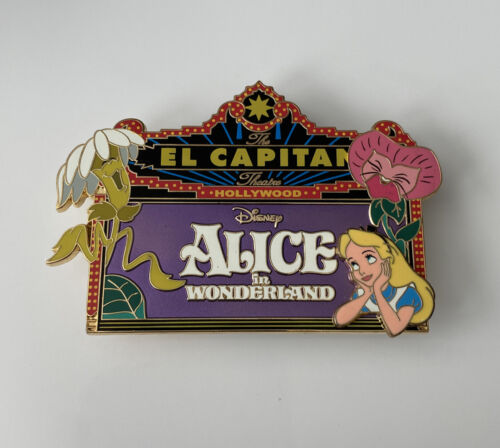 The
EL CAPITAN
Theatre
HOLLYWOOD
Disney
ALICE
in
WONDERLAND